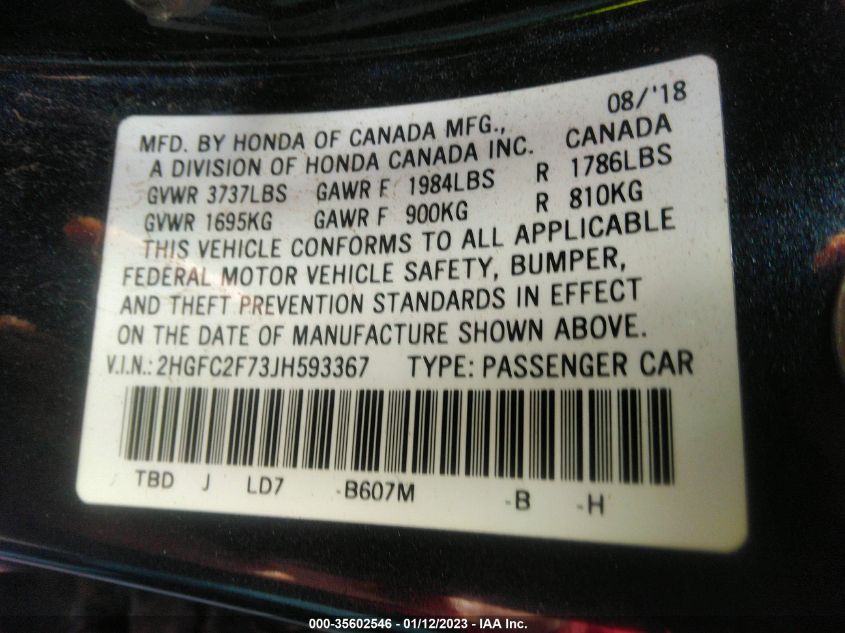 08/'18
MFD. BY HONDA OF CANADA MFG.,
A DIVISION OF HONDA CANADA INC. CANADA
GVWR 3737LBS GAWR F 1984LBS R 1786LBS
GVWR 1695KG GAWR F 900KG R 810KG
THIS VEHICLE CONFORMS TO ALL APPLICABLE
FEDERAL MOTOR VEHICLE SAFETY, BUMPER,
AND THEFT PREVENTION STANDARDS IN EFFECT
ON THE DATE OF MANUFACTURE SHOWN ABOVE.
V.I.N.: 2HGFC2F73JH593367 TYPE: PASSENGER CAR
TBD J LD7 -B607M -B -H
000-35602546 - 01/12/2023 - IAA Inc.